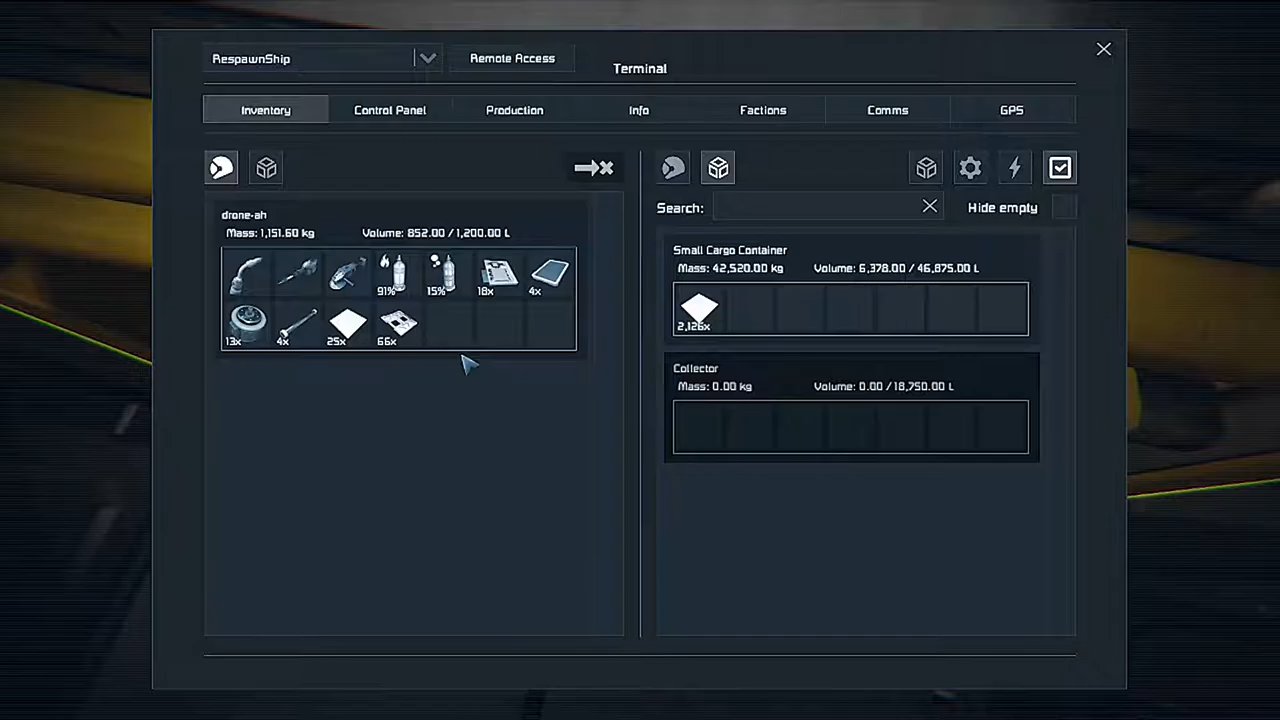 RespawnShip
Remote Access
Terminal
Inventory
Control Panel
Production
Info
Factions
Comms
GPS
drone-ah
Mass: 1,151.60 kg
Volume: 852.00 / 1,200.00 L
91%
15%
18x
4x
13x
4x
25x
66x
Search:
Hide empty
Small Cargo Container
Mass: 42,520.00 kg
Volume: 6,378.00 / 46,875.00 L
2,126x
Collector
Mass: 0.00 kg
Volume: 0.00 / 18,750.00 L